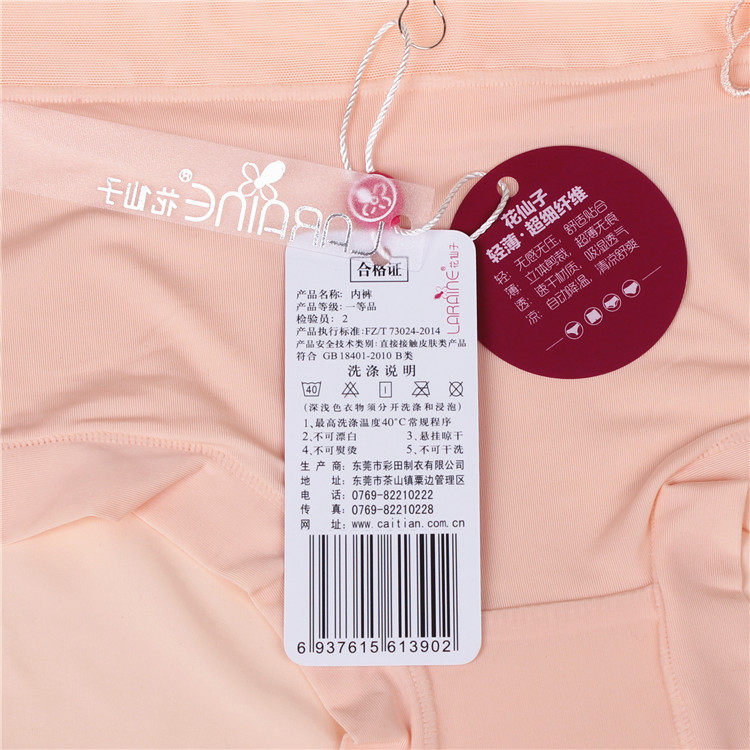 LARAINE®花仙子
花仙子
轻薄·超细纤维
轻：无感无压，舒适贴合
薄：立体剪裁，超薄无痕
透：速干材质，吸湿透气
凉：自动降温，清凉舒爽
LARAINE花仙子
合格证
产品名称：内裤
产品等级：一等品
检验员：2
产品执行标准：FZ/T 73024-2014
产品安全技术类别：直接接触皮肤类产品
符合 GB 18401-2010 B类
洗涤说明
40
（深浅色衣物须分开洗涤和浸泡）
1、最高洗涤温度40°C常规程序
2、不可漂白 3、悬挂晾干
4、不可熨烫 5、不可干洗
生产商：东莞市彩田制衣有限公司
地址：东莞市茶山镇粟边管理区
电话：0769-82210222
传真：0769-82210228
网址：www.caitian.com.cn
6 937615 613902